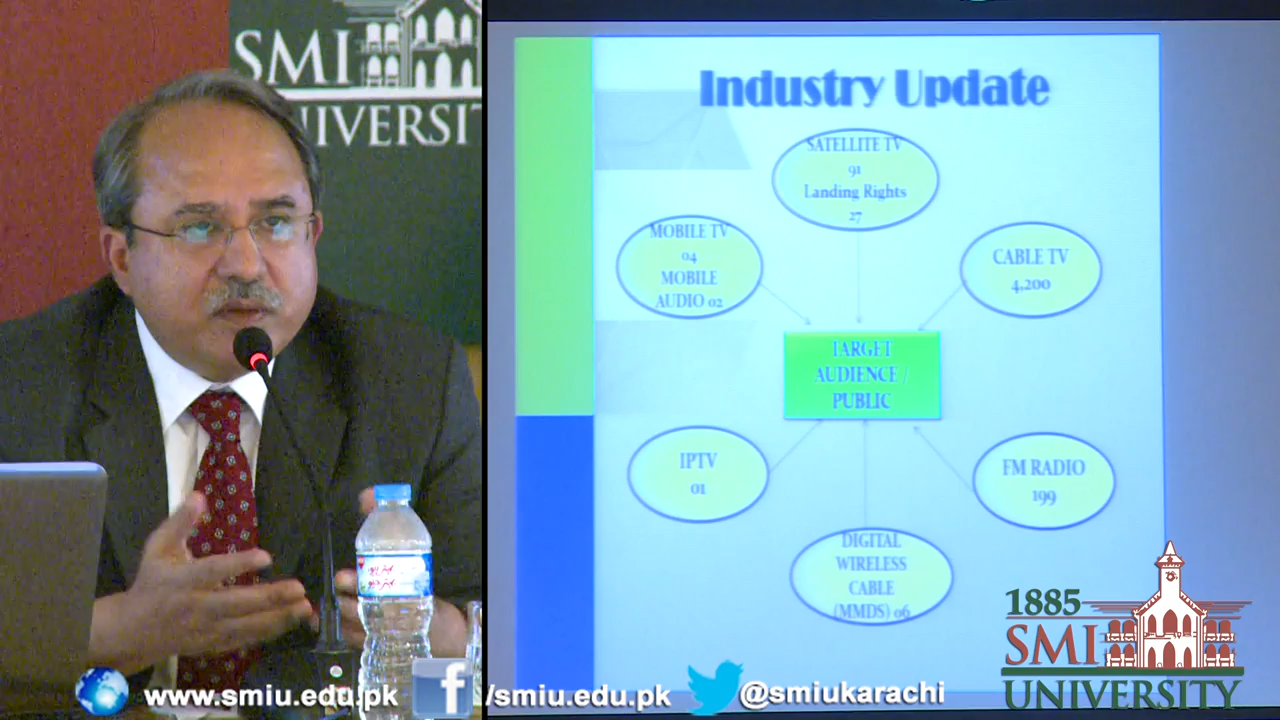 SMI
UNIVERSI
Industry Update
SATELLITE TV
91
Landing Rights
27
MOBILE TV
04
MOBILE
AUDIO 02
CABLE TV
4,200
TARGET
AUDIENCE /
PUBLIC
IPTV
01
FM RADIO
199
DIGITAL
WIRELESS
CABLE
(MMDS) 06
1885
SMI
UNIVERSITY
www.smiu.edu.pk
f /smiu.edu.pk
@smiukarachi